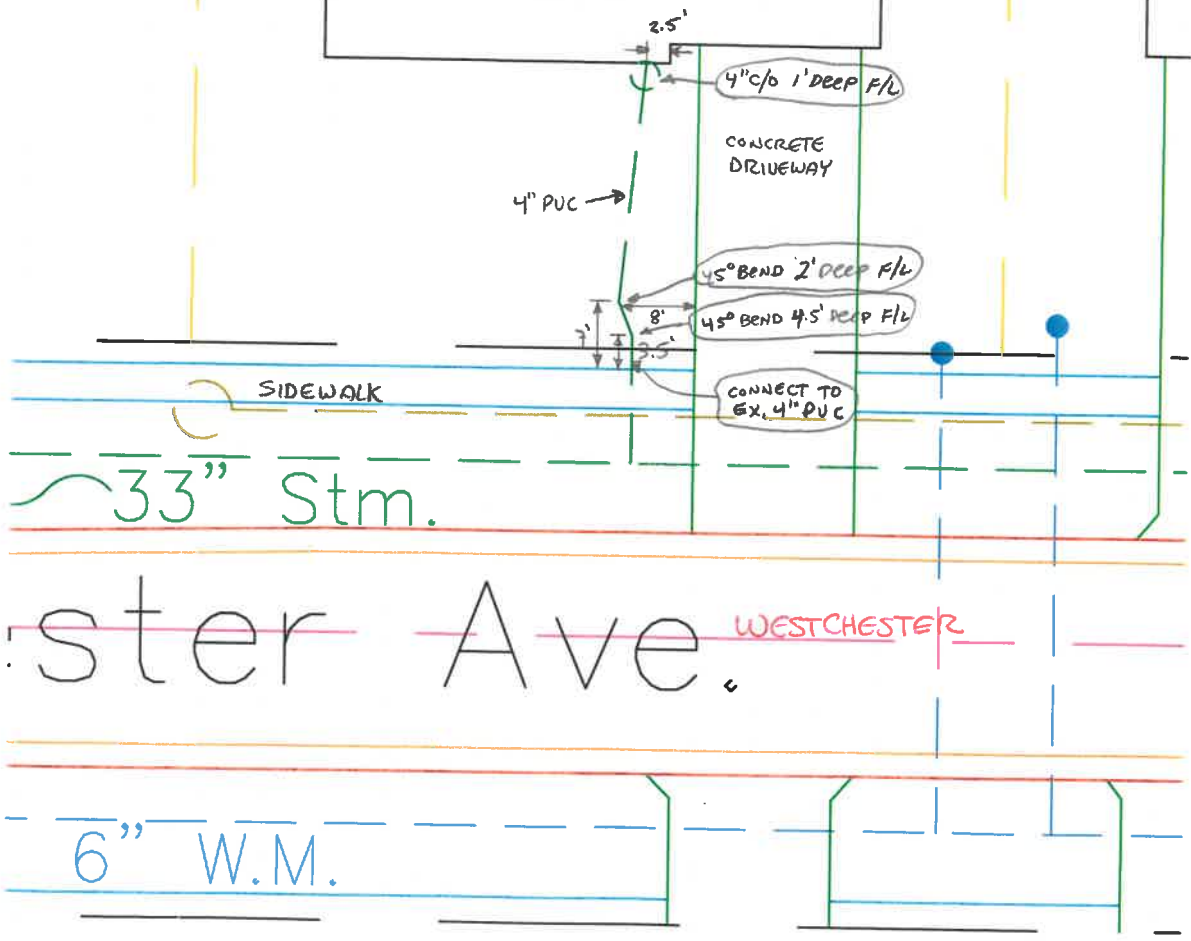 2.5'
4"C/O 1' DEEP F/L
CONCRETE
DRIVEWAY
4" PVC
45° BEND 2' DEEP F/L
8'
45° BEND 4.5' DEEP F/L
7'
3.5'
CONNECT TO
EX. 4" PVC
SIDEWALK
33" Stm.
ster Ave.
WESTCHESTER
6" W.M.